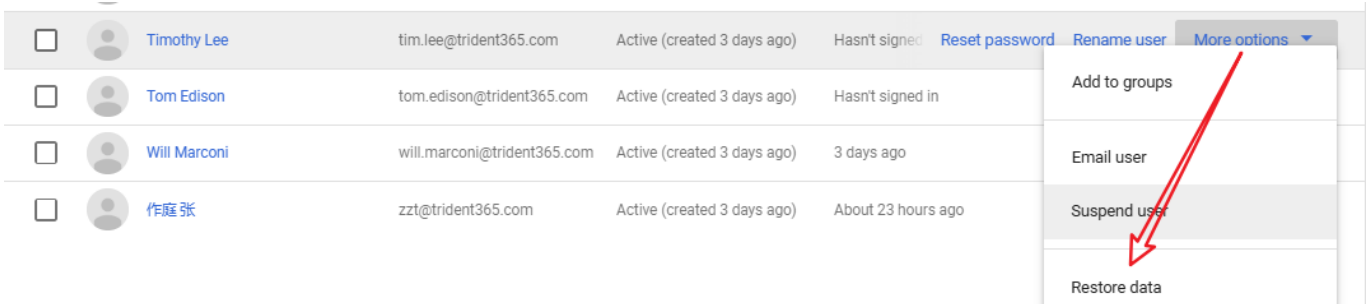 Timothy Lee tim.lee@trident365.com Active (created 3 days ago) Hasn't signed Reset password Rename user More options
Add to groups
Tom Edison tom.edison@trident365.com Active (created 3 days ago) Hasn't signed in
Will Marconi will.marconi@trident365.com Active (created 3 days ago) 3 days ago
Email user
作庭 张 zzt@trident365.com Active (created 3 days ago) About 23 hours ago
Suspend user
Restore data